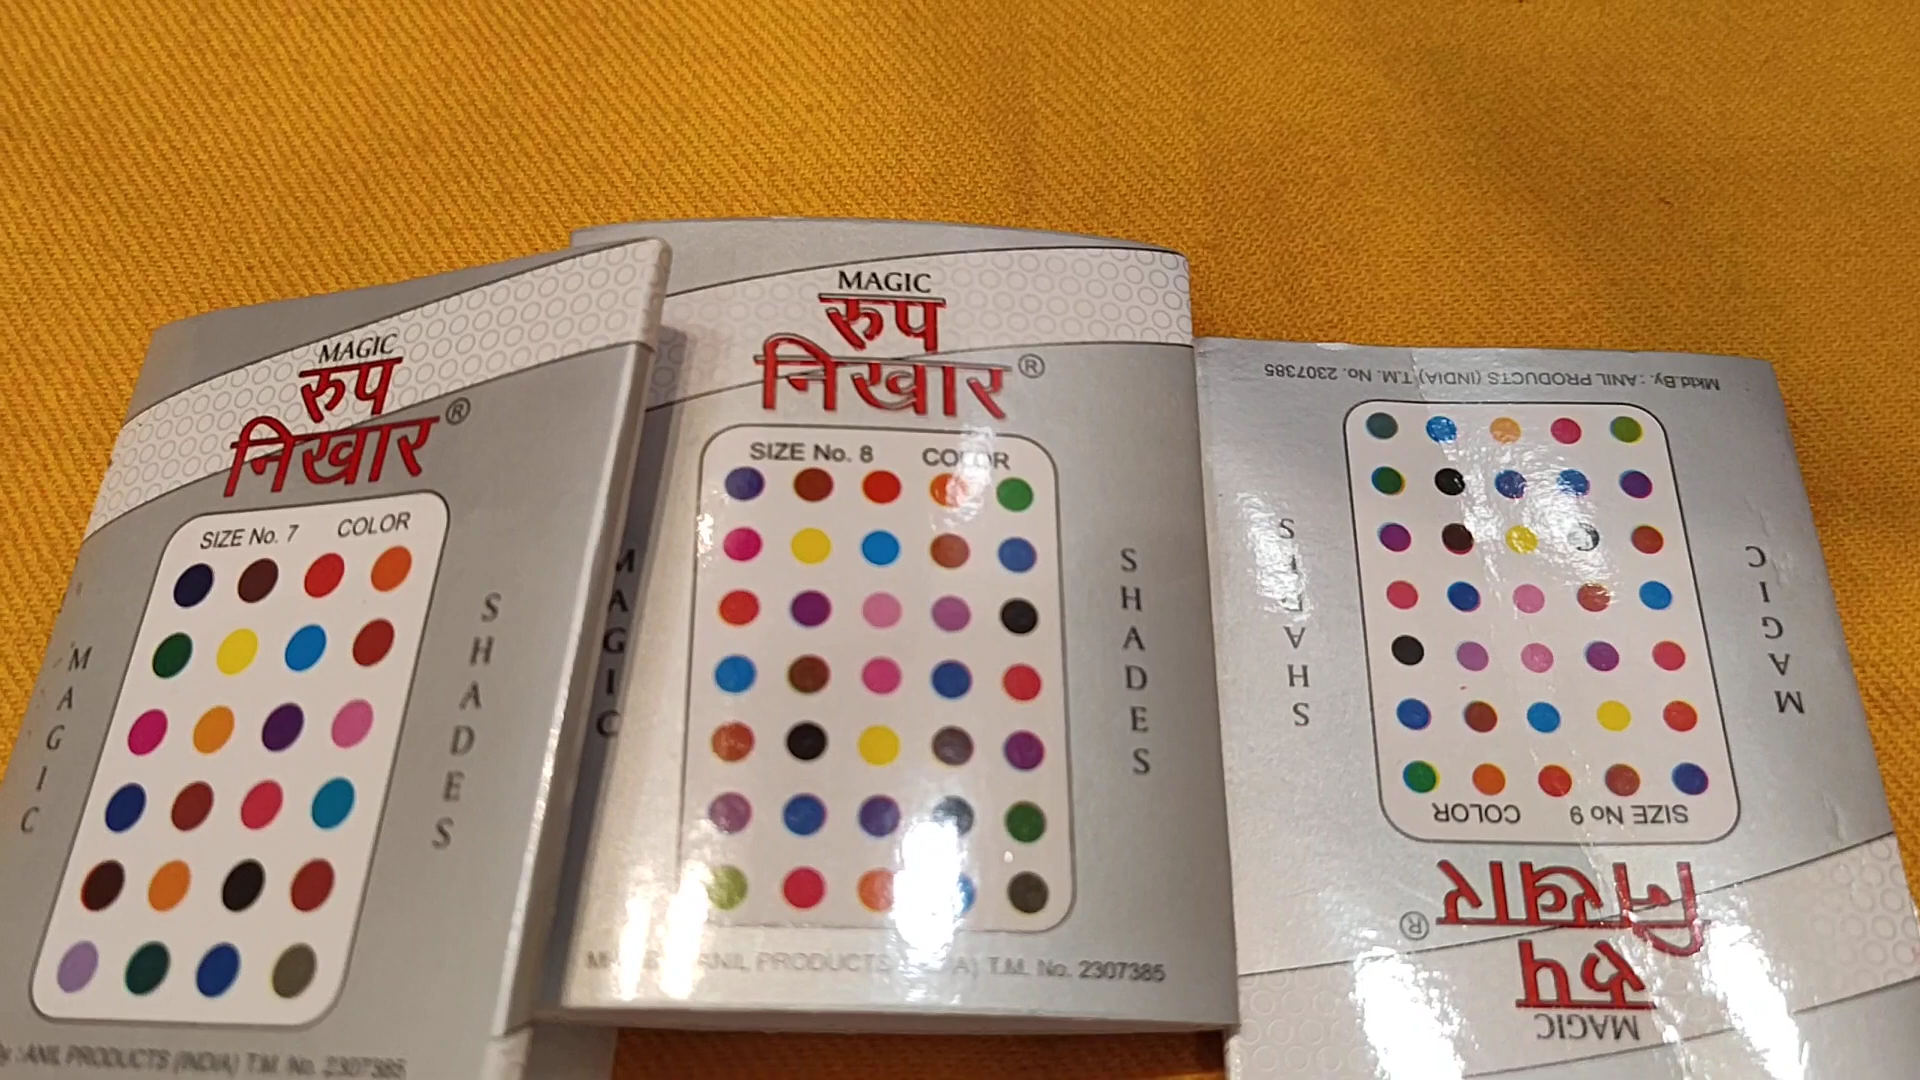 MAGIC
रुप
निखार®
SIZE No. 7 COLOR
MAGIC
SHADES
: ANIL PRODUCTS (INDIA) T.M. No. 2307385
MAGIC
रुप
निखार®
SIZE No. 8 COLOR
MAGIC
SHADES
ANIL PRODUCTS T.M. No. 2307385
MAGIC
रुप
निखार®
SIZE No 9 COLOR
MAGIC
SHADES
Mktd.By.: ANIL PRODUCTS (INDIA) T.M. No. 2307385